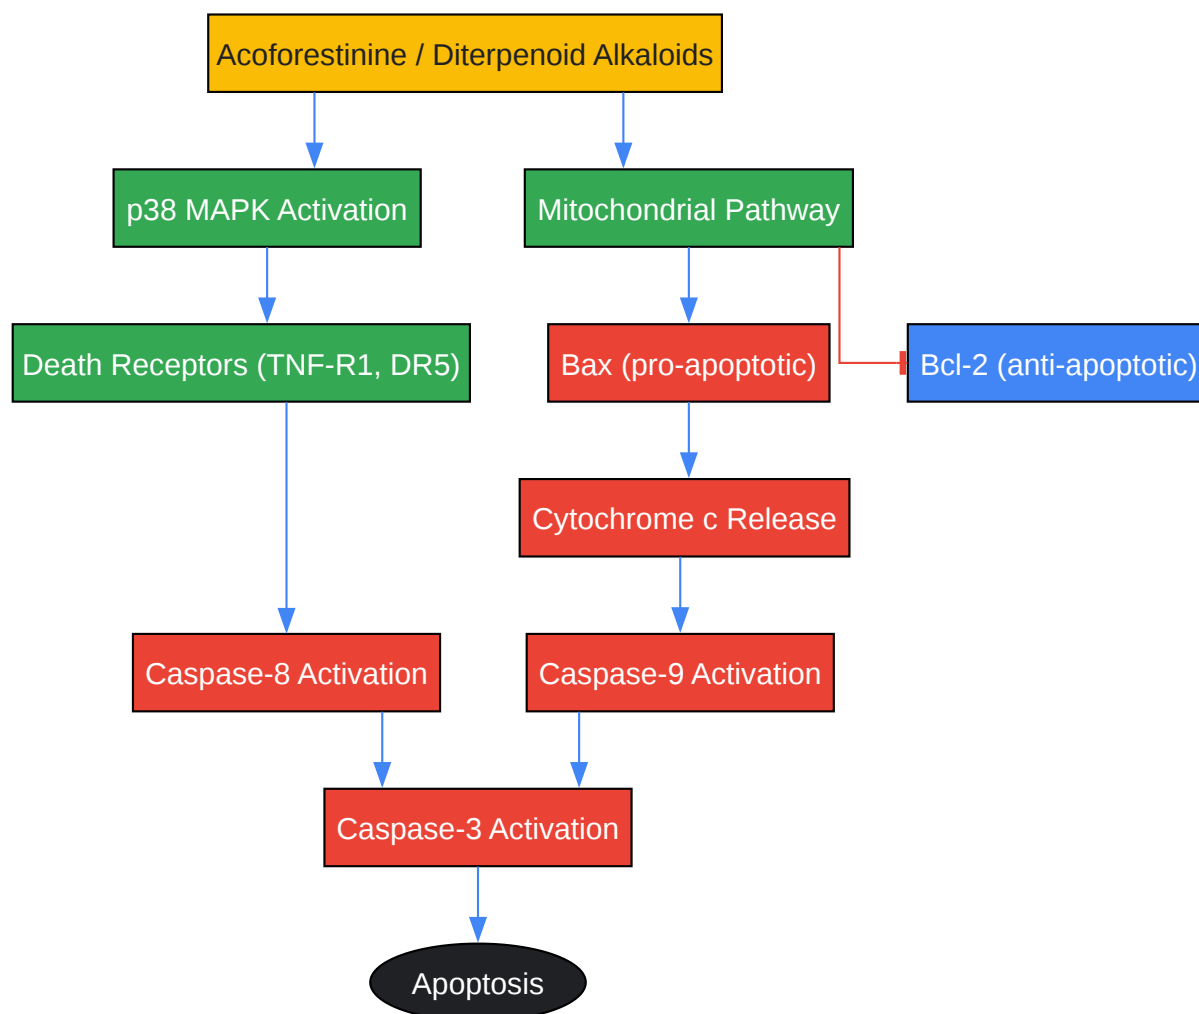 Acoforestinine / Diterpenoid Alkaloids
p38 MAPK Activation
Mitochondrial Pathway
Death Receptors (TNF-R1, DR5)
Bax (pro-apoptotic)
Bcl-2 (anti-apoptotic)
Cytochrome c Release
Caspase-8 Activation
Caspase-9 Activation
Caspase-3 Activation
Apoptosis